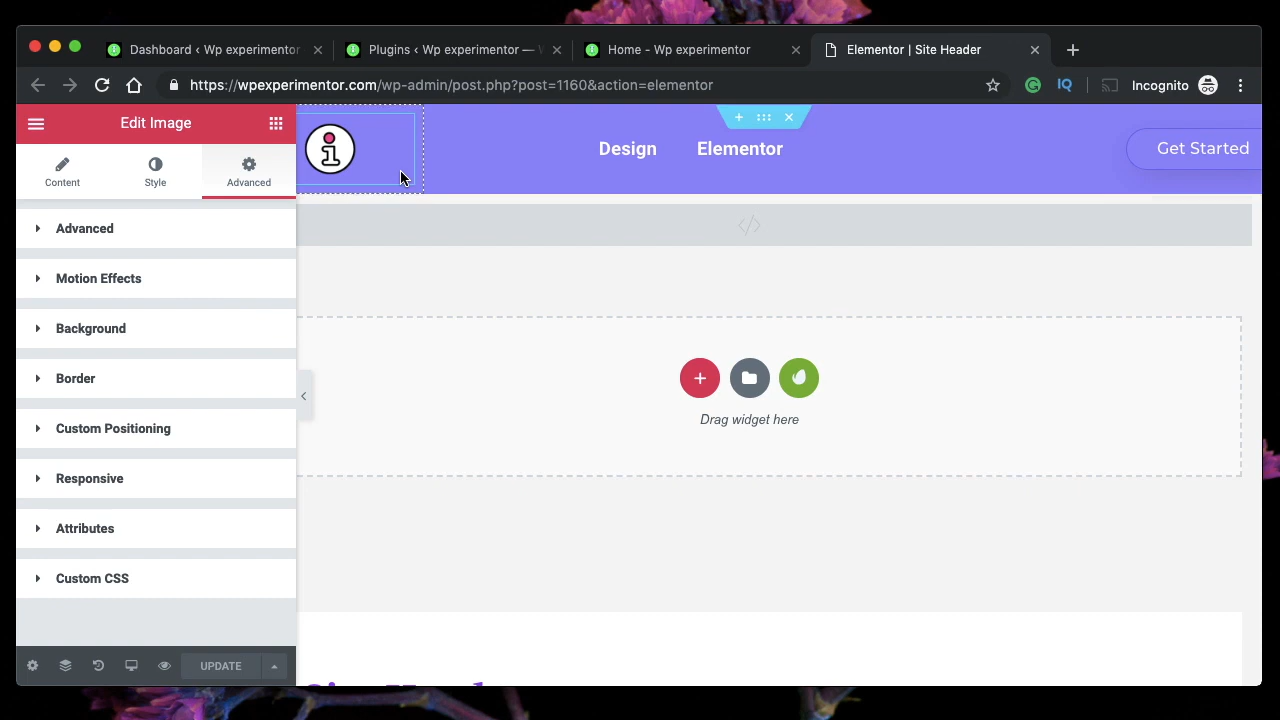 Dashboard ‹ Wp experimentor
Plugins ‹ Wp experimentor —
Home - Wp experimentor
Elementor | Site Header
https://wpexperimentor.com/wp-admin/post.php?post=1160&action=elementor
IQ
Incognito
Edit Image
Design
Elementor
Get Started
Content
Style
Advanced
Advanced
Motion Effects
Background
Border
Custom Positioning
Responsive
Attributes
Custom CSS
Drag widget here
UPDATE